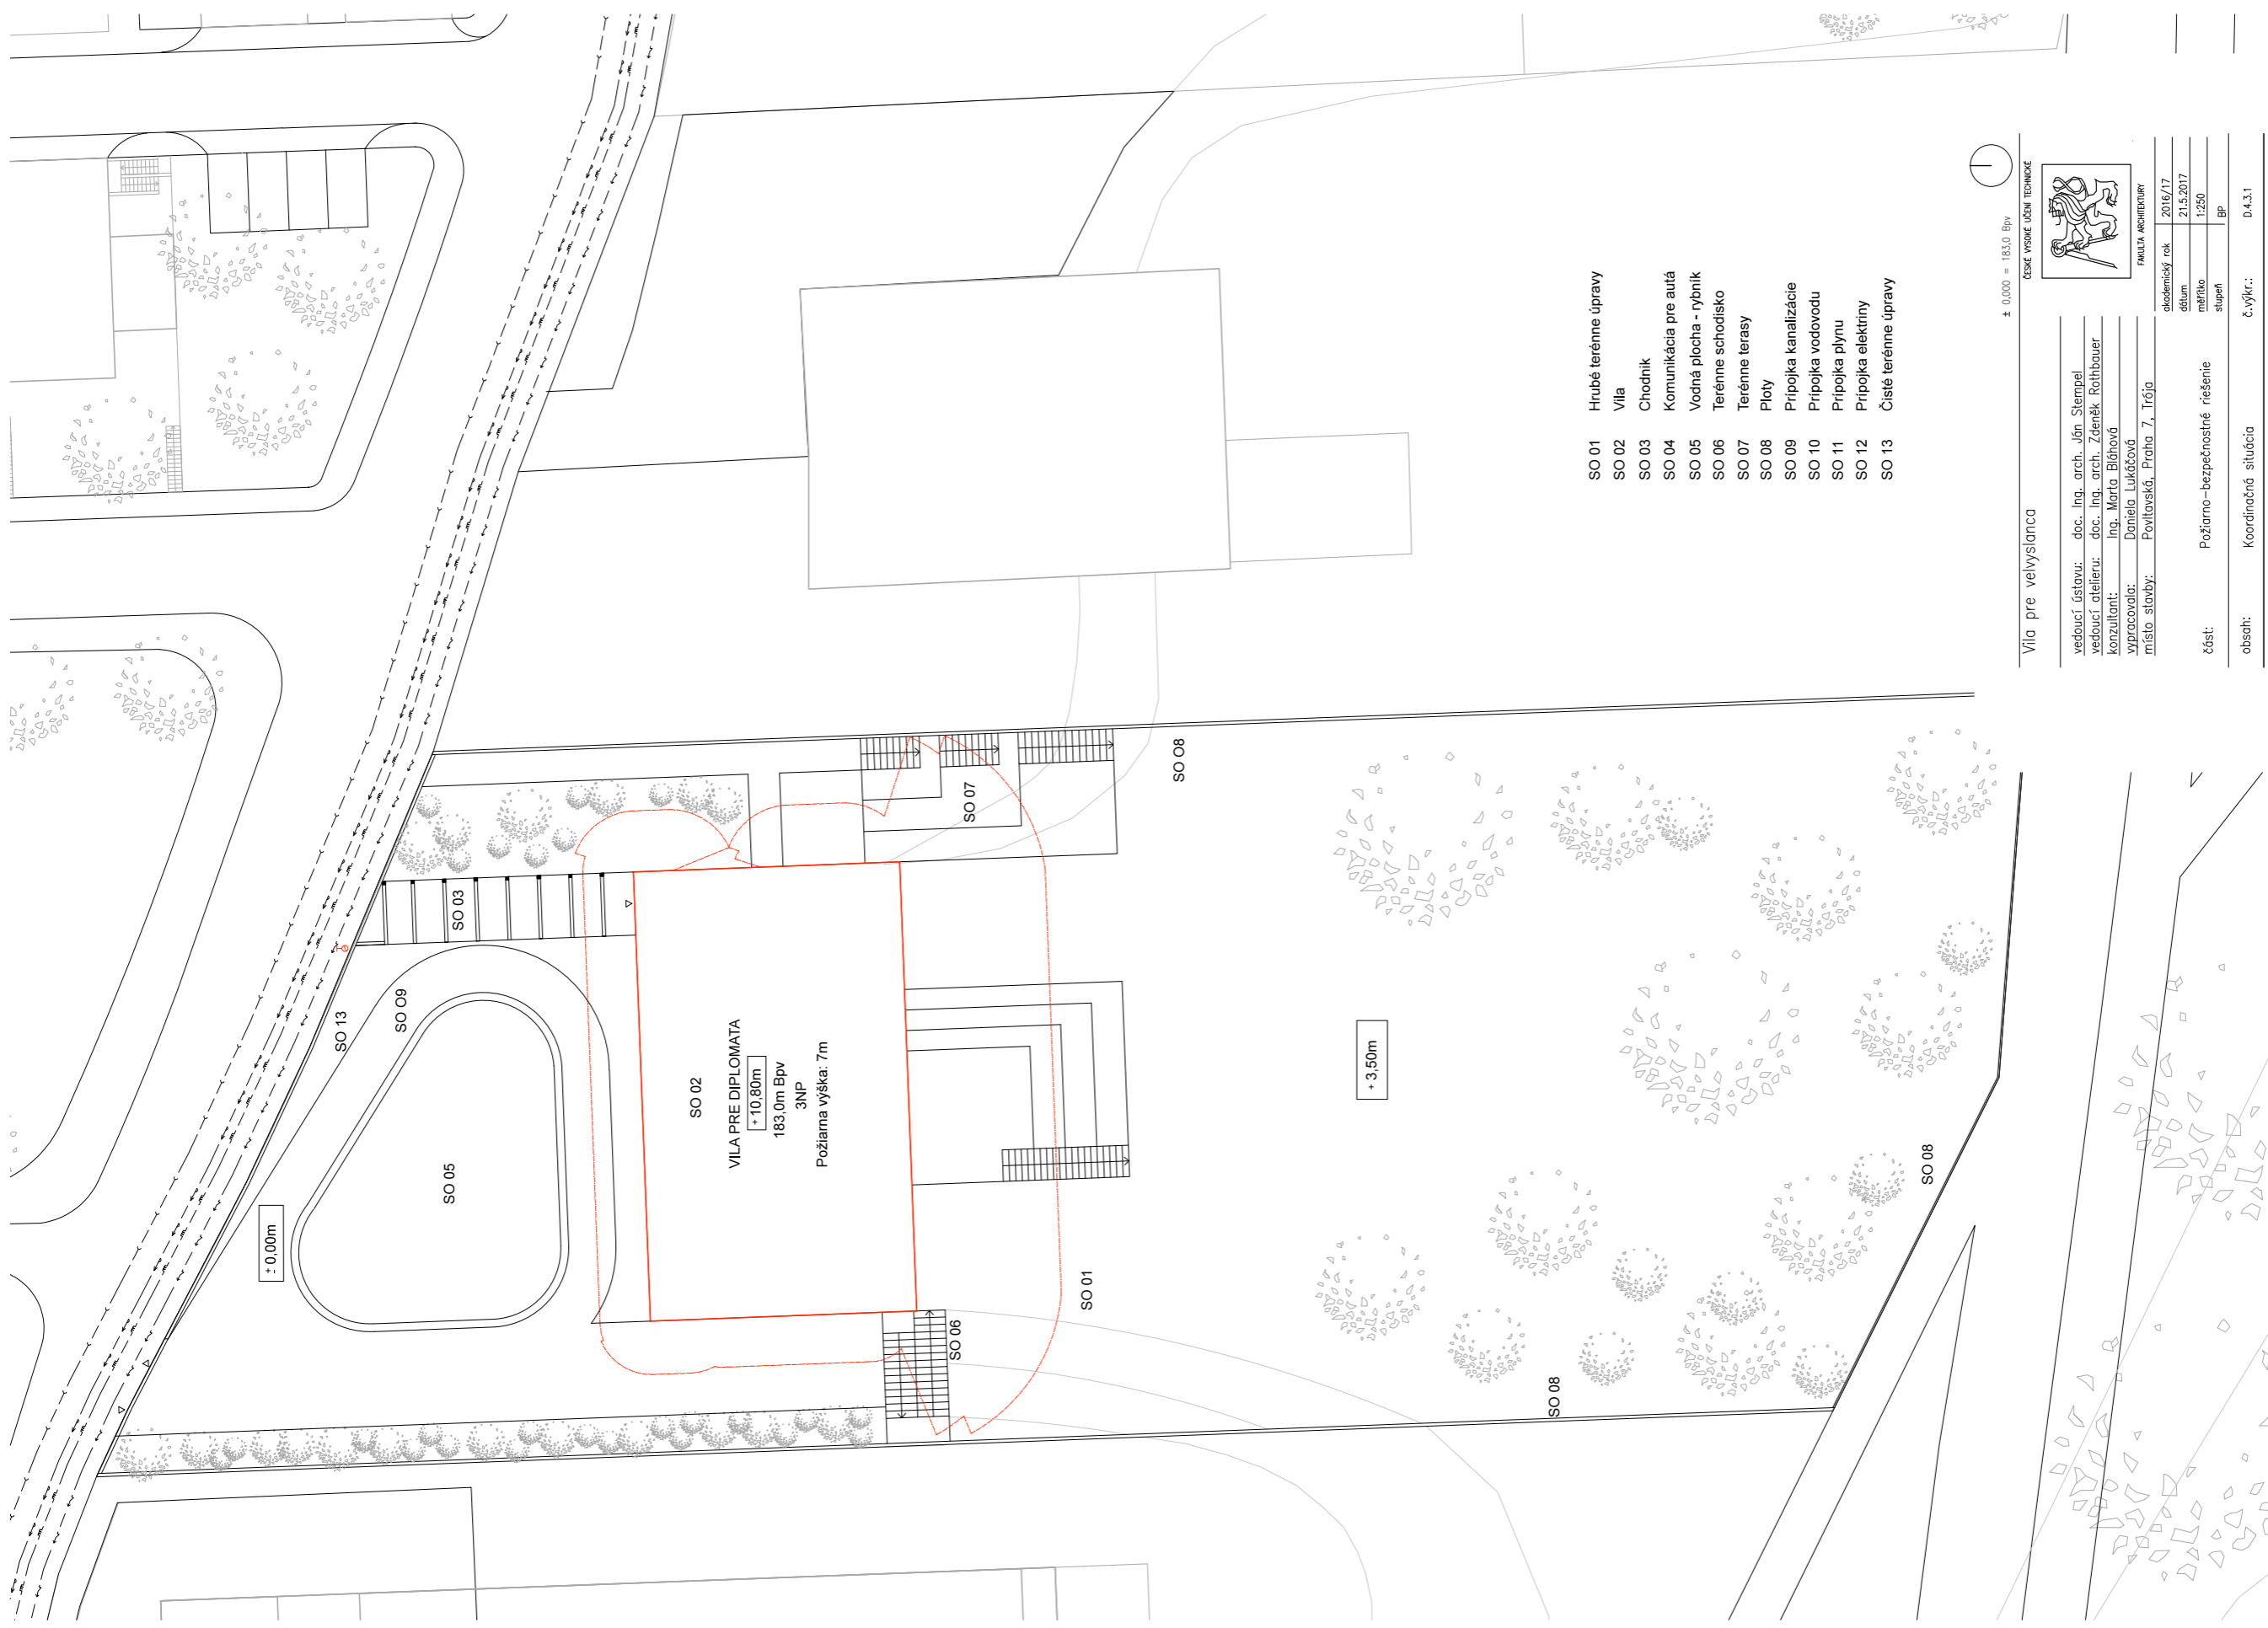 SO 13
SO O9
SO 03
± 0,00m
SO 05
SO 02
VILA PRE DIPLOMATA
+ 10,80m
183,0m Bpv
3NP
Požiarna výška: 7m
SO 07
SO O8
SO 06
SO 01
+ 3,50m
SO 08
SO 08
SO 01 Hrubé terénne úpravy
SO 02 Vila
SO 03 Chodník
SO 04 Komunikácia pre autá
SO 05 Vodná plocha - rybník
SO 06 Terénne schodisko
SO 07 Terénne terasy
SO 08 Ploty
SO 09 Prípojka kanalizácie
SO 10 Prípojka vodovodu
SO 11 Prípojka plynu
SO 12 Prípojka elektriny
SO 13 Čisté terénne úpravy
± 0,000 = 183,0 Bpv
Vila pre velvyslanca
ČESKÉ VYSOKÉ UČENÍ TECHNICKÉ
FAKULTA ARCHITEKTURY
vedoucí ústavu: doc. Ing. arch. Ján Stempel
vedoucí atelieru: doc. Ing. arch. Zdeněk Rothbauer
konzultant: Ing. Marta Bláhová
vypracovala: Daniela Lukáčová
místo stavby: Povltavská, Praha 7, Trója
akademický rok 2016/17
dátum 21.5.2017
měřítko 1:250
stupeň BP
část: Požiarno-bezpečnostné riešenie
obsah: Koordinačná situácia
č.výkr.: D.4.3.1